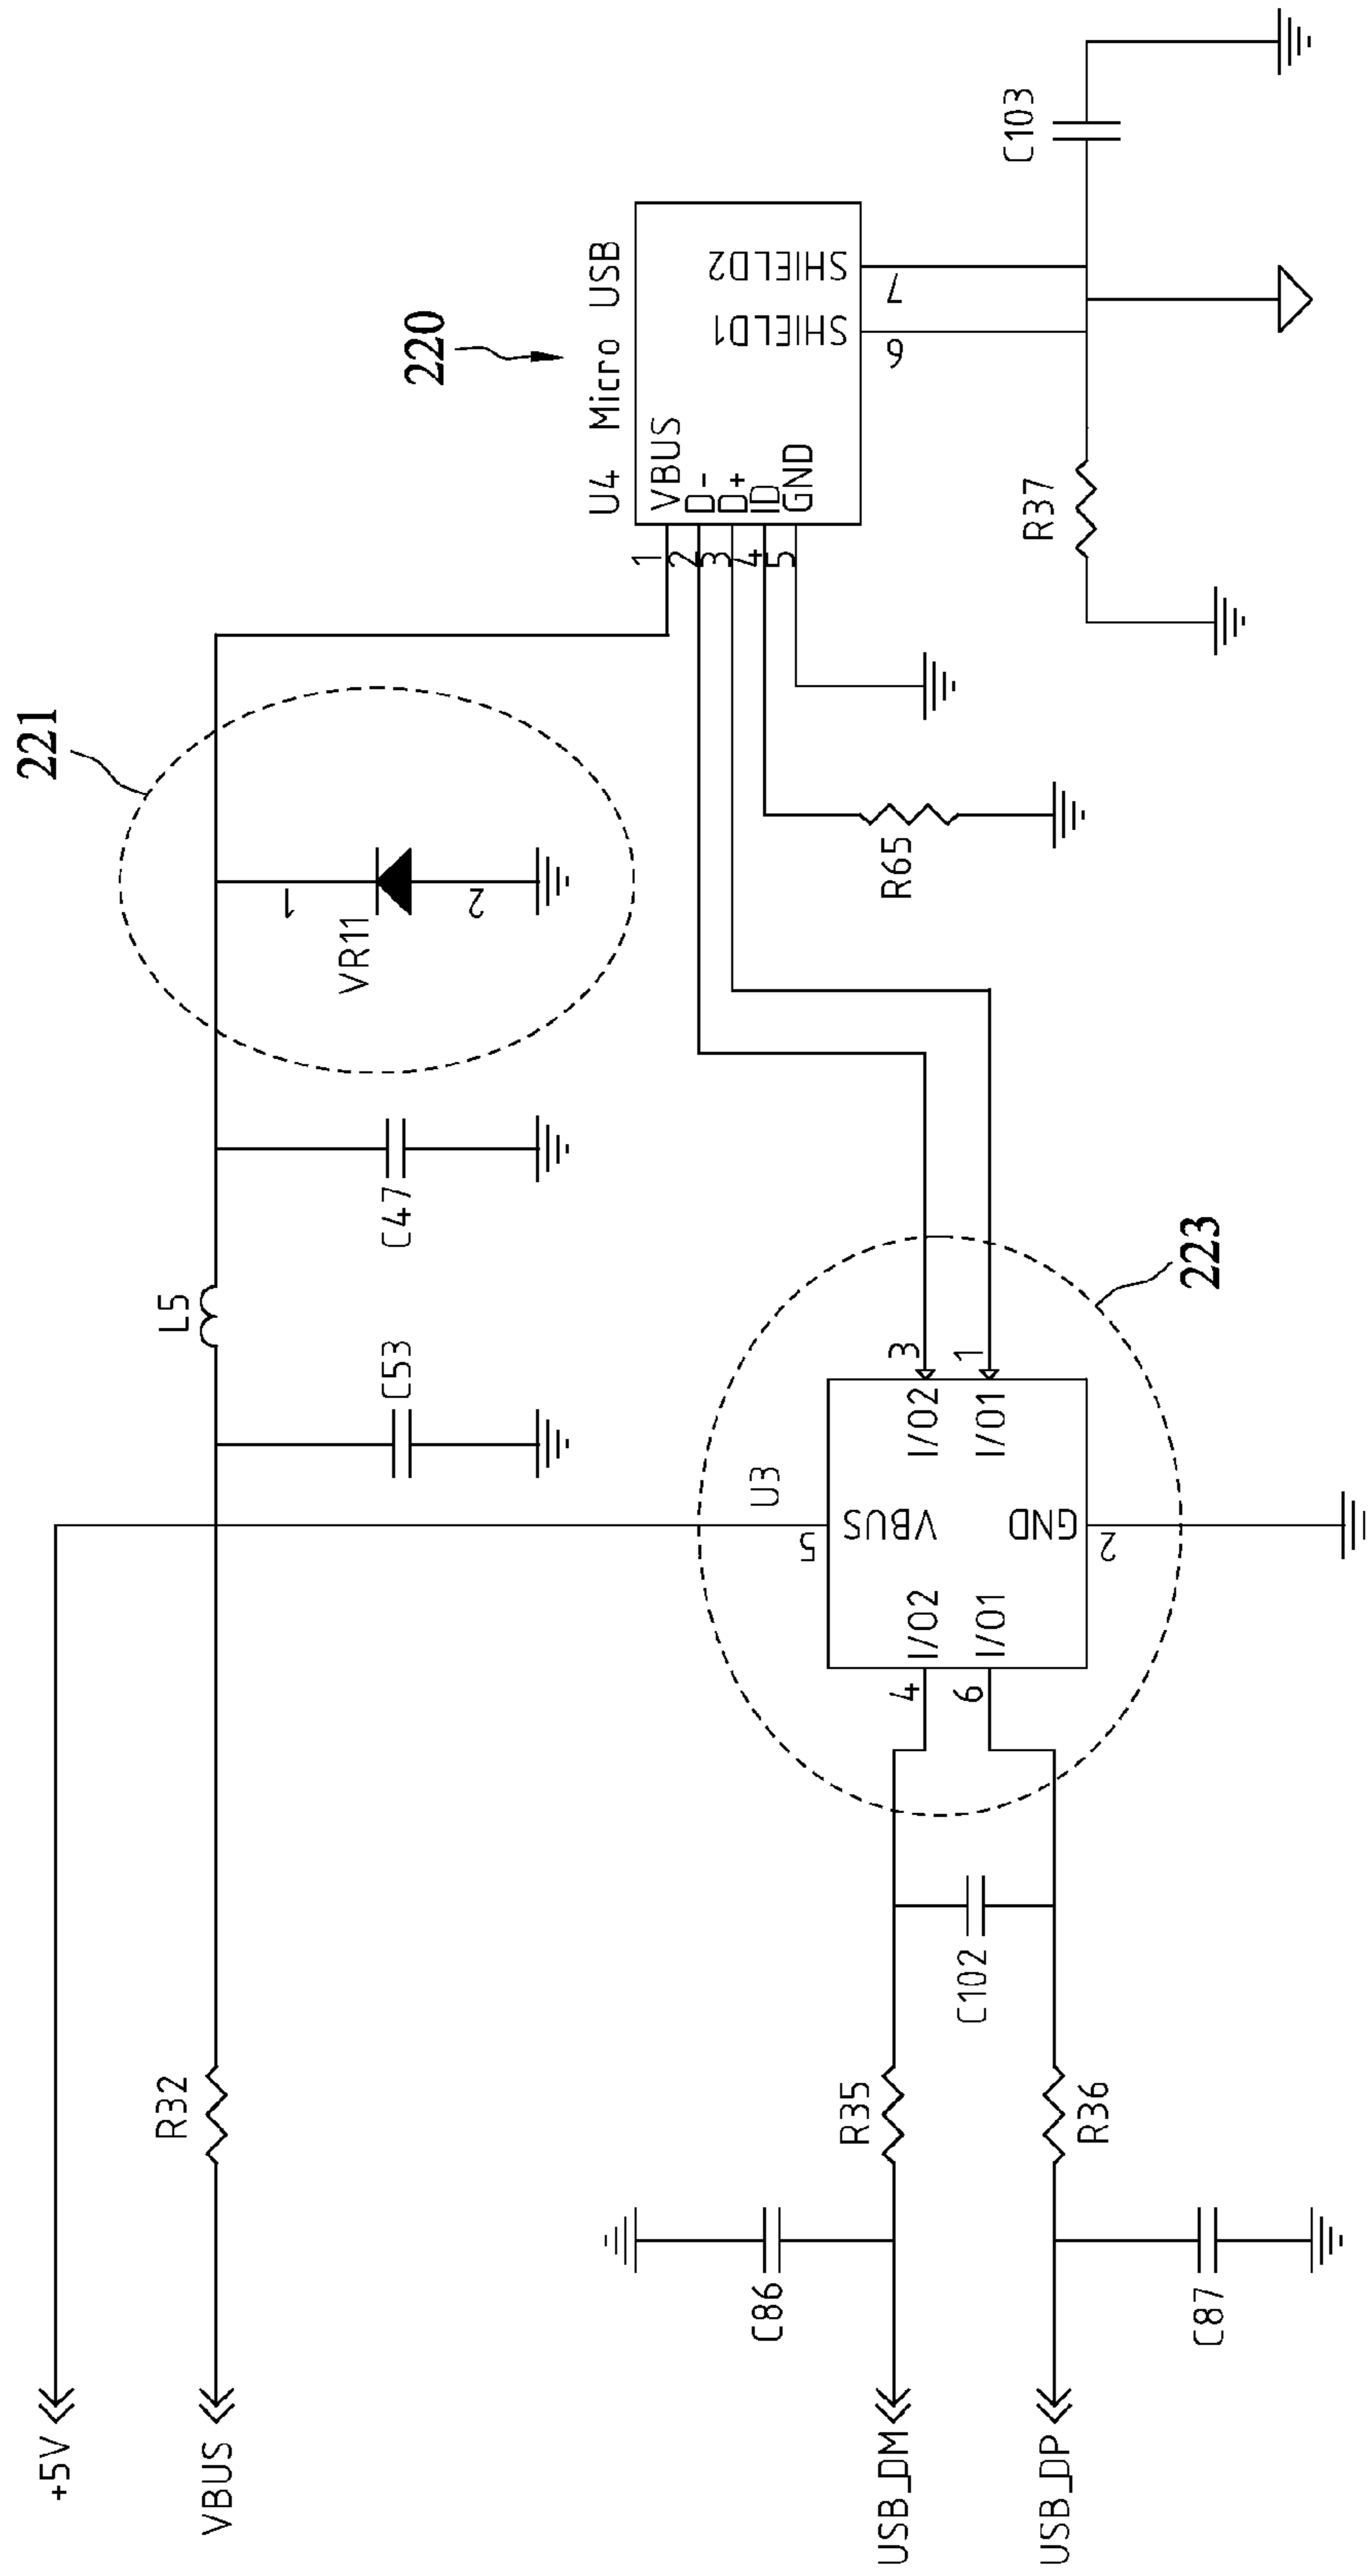 +5V
VBUS
R32
L5
C53
C47
221
VR11
1
2
220
U4 Micro USB
VBUS
D-
D+
ID
GND
1
2
3
4
5
SHIELD1
SHIELD2
6
7
C103
R37
R65
223
U3
5
VBUS
I/O2
I/O2
I/O1
I/O1
GND
4
6
3
1
2
C102
R35
R36
C86
C87
USB_DM
USB_DP